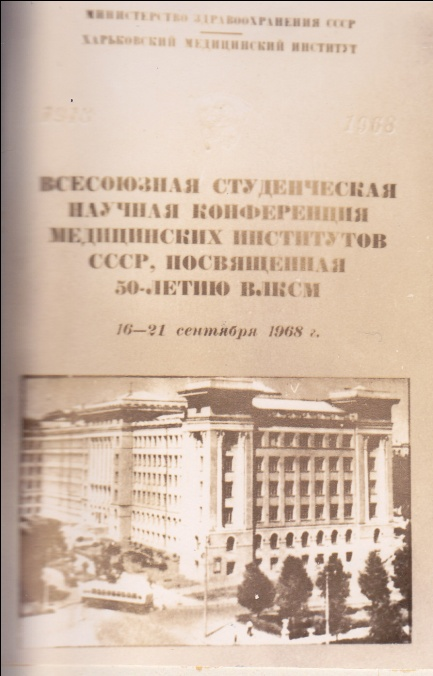 МИНИСТЕРСТВО ЗДРАВООХРАНЕНИЯ СССР
ХАРЬКОВСКИЙ МЕДИЦИНСКИЙ ИНСТИТУТ
1918 1968
ВСЕСОЮЗНАЯ СТУДЕНЧЕСКАЯ
НАУЧНАЯ КОНФЕРЕНЦИЯ
МЕДИЦИНСКИХ ИНСТИТУТОВ
СССР, ПОСВЯЩЕННАЯ
50-ЛЕТИЮ ВЛКСМ
16—21 сентября 1968 г.